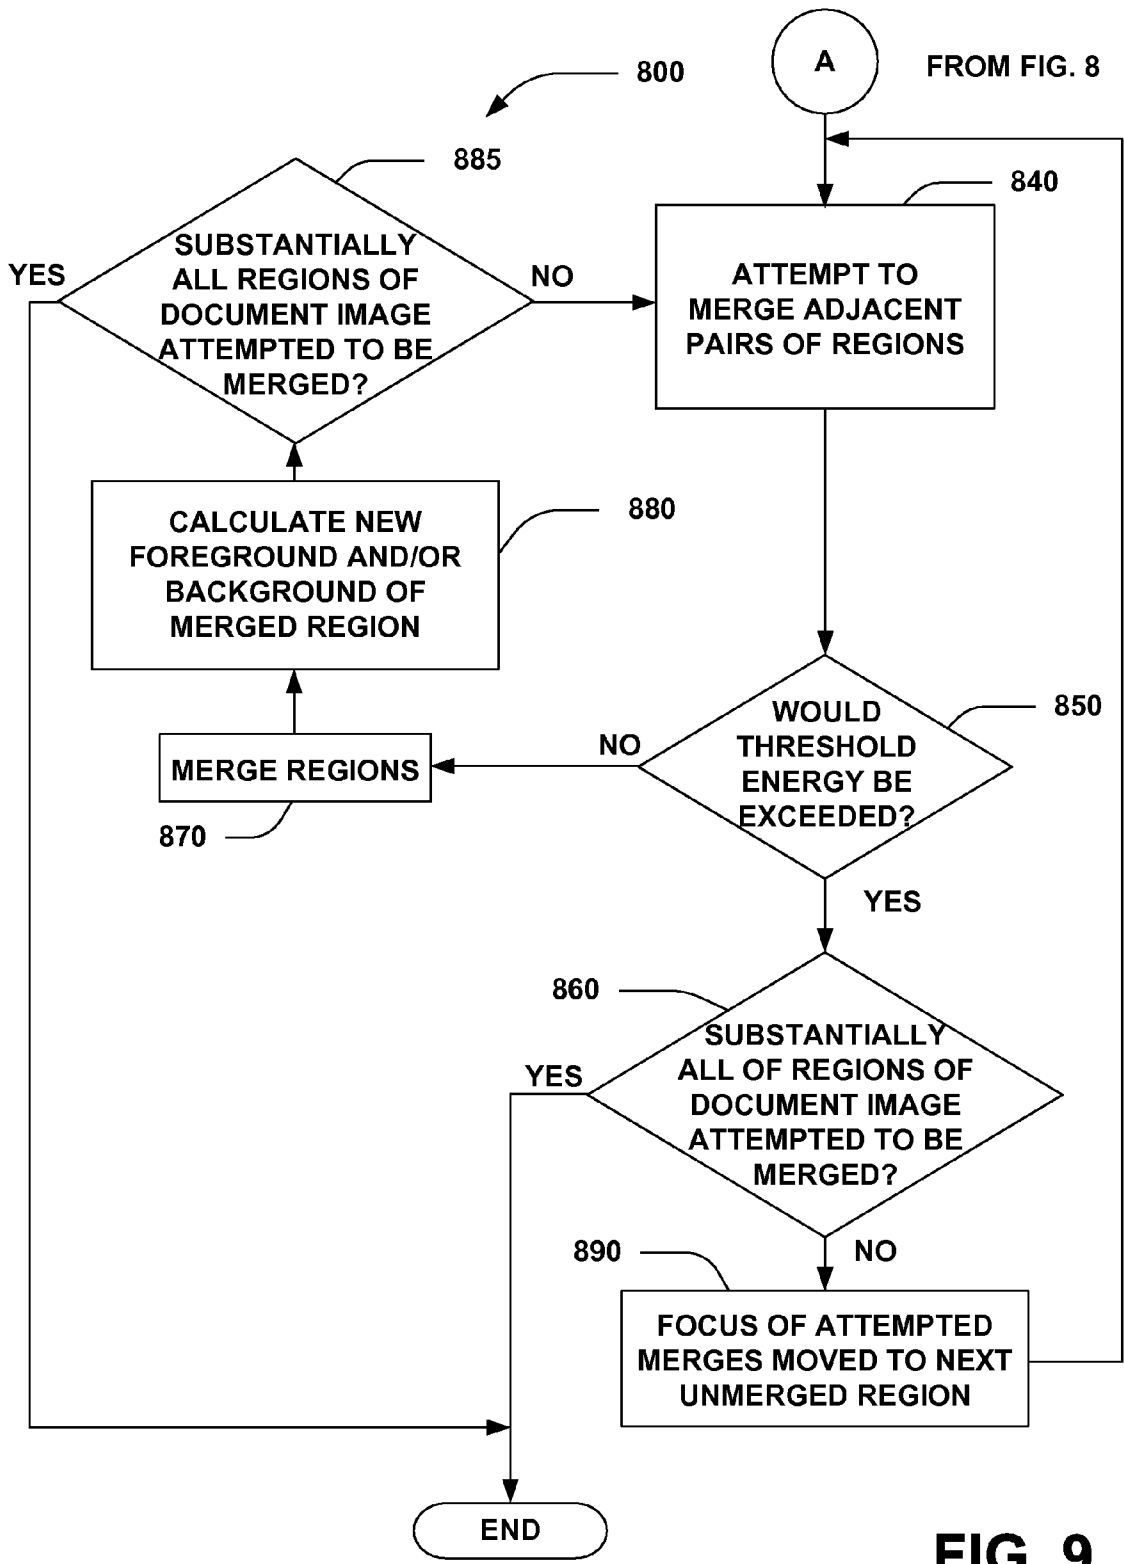 A
FROM FIG. 8
800
885
840
SUBSTANTIALLY
ALL REGIONS OF
DOCUMENT IMAGE
ATTEMPTED TO BE
MERGED?
YES
NO
ATTEMPT TO
MERGE ADJACENT
PAIRS OF REGIONS
880
CALCULATE NEW
FOREGROUND AND/OR
BACKGROUND OF
MERGED REGION
850
WOULD
THRESHOLD
ENERGY BE
EXCEEDED?
NO
MERGE REGIONS
870
YES
860
SUBSTANTIALLY
ALL OF REGIONS OF
DOCUMENT IMAGE
ATTEMPTED TO BE
MERGED?
YES
NO
890
FOCUS OF ATTEMPTED
MERGES MOVED TO NEXT
UNMERGED REGION
END
FIG. 9